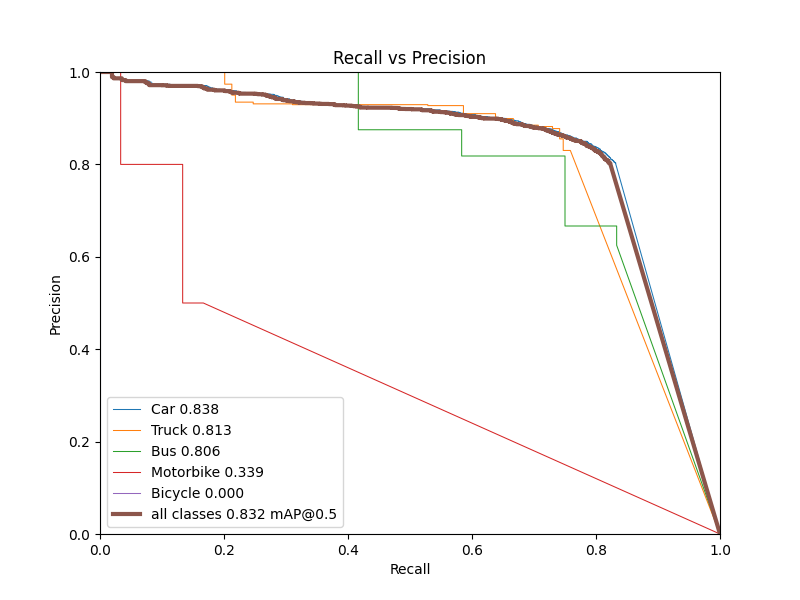 Recall vs Precision
1.0
0.8
0.6
0.4
0.2
0.0
Precision
Car 0.838
Truck 0.813
Bus 0.806
Motorbike 0.339
Bicycle 0.000
all classes 0.832 mAP@0.5
0.0 0.2 0.4 0.6 0.8 1.0
Recall